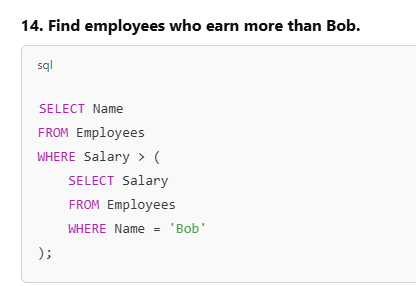 14. Find employees who earn more than Bob.
sql
SELECT Name
FROM Employees
WHERE Salary > (
    SELECT Salary
    FROM Employees
    WHERE Name = 'Bob'
);